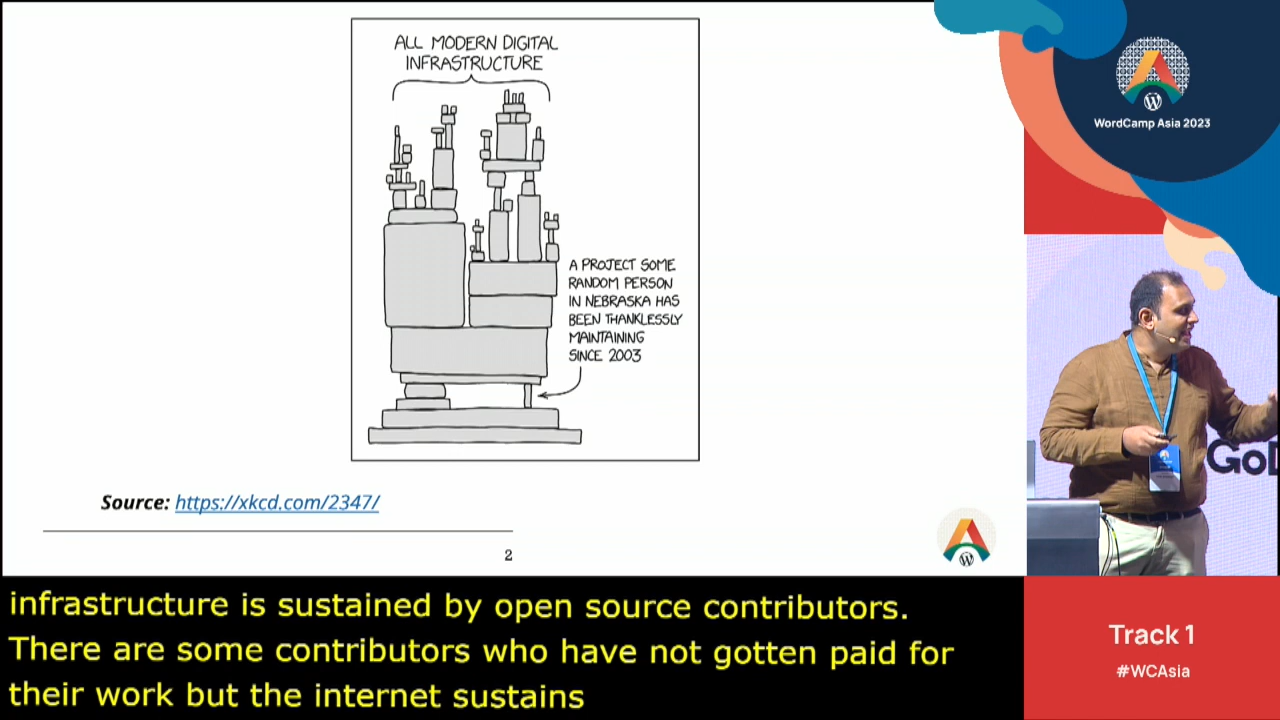 ALL MODERN DIGITAL
INFRASTRUCTURE
A PROJECT SOME
RANDOM PERSON
IN NEBRASKA HAS
BEEN THANKLESSLY
MAINTAINING
SINCE 2003
Source: https://xkcd.com/2347/
2
WordCamp Asia 2023
infrastructure is sustained by open source contributors.
There are some contributors who have not gotten paid for
their work but the internet sustains
Track 1
#WCAsia